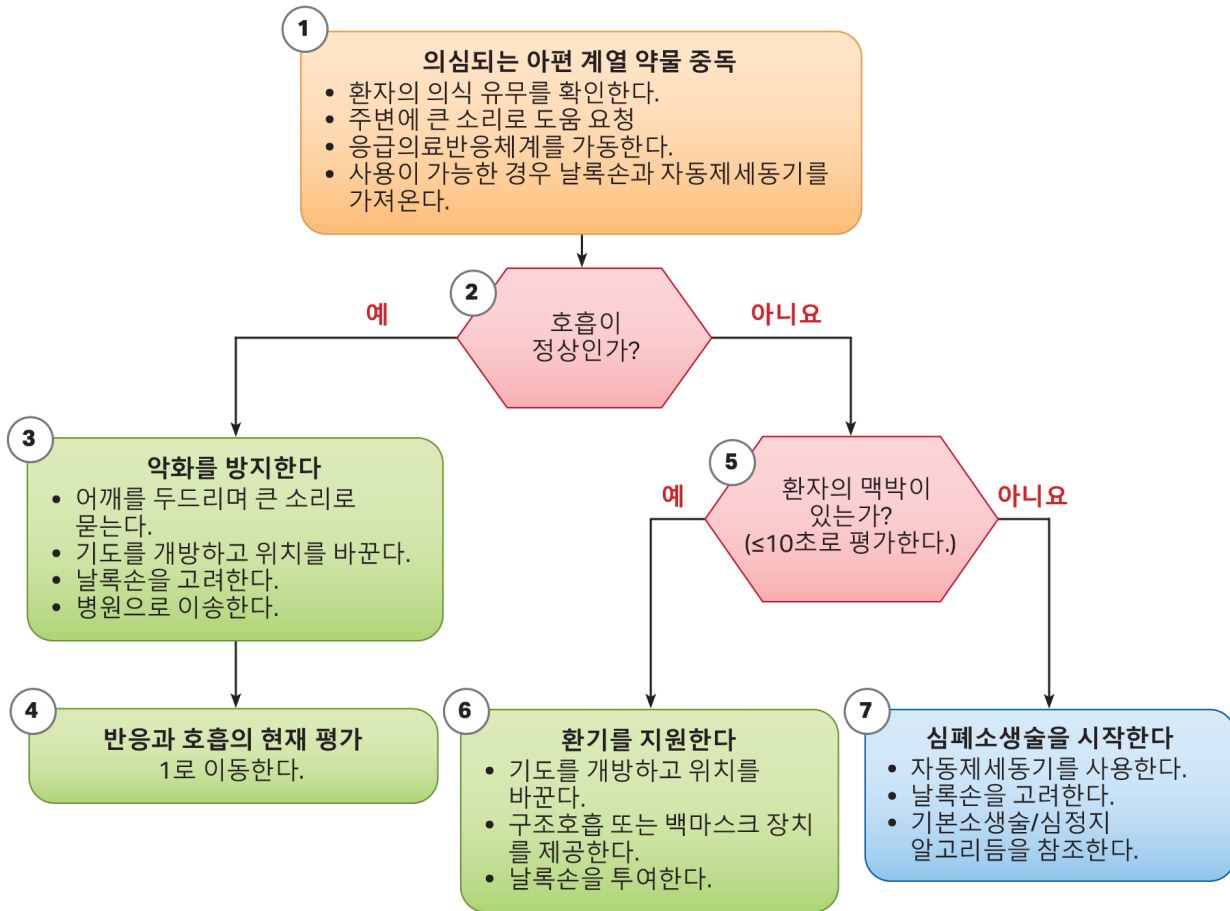 1
의심되는 아편 계열 약물 중독
• 환자의 의식 유무를 확인한다.
• 주변에 큰 소리로 도움 요청
• 응급의료반응체계를 가동한다.
• 사용이 가능한 경우 날록손과 자동제세동기를
가져온다.
2
호흡이
정상인가?
예
아니요
3
악화를 방지한다
• 어깨를 두드리며 큰 소리로
묻는다.
• 기도를 개방하고 위치를 바꾼다.
• 날록손을 고려한다.
• 병원으로 이송한다.
4
반응과 호흡의 현재 평가
1로 이동한다.
5
환자의 맥박이
있는가?
(≤10초로 평가한다.)
예
아니요
6
환기를 지원한다
• 기도를 개방하고 위치를
바꾼다.
• 구조호흡 또는 백마스크 장치
를 제공한다.
• 날록손을 투여한다.
7
심폐소생술을 시작한다
• 자동제세동기를 사용한다.
• 날록손을 고려한다.
• 기본소생술/심정지
알고리듬을 참조한다.